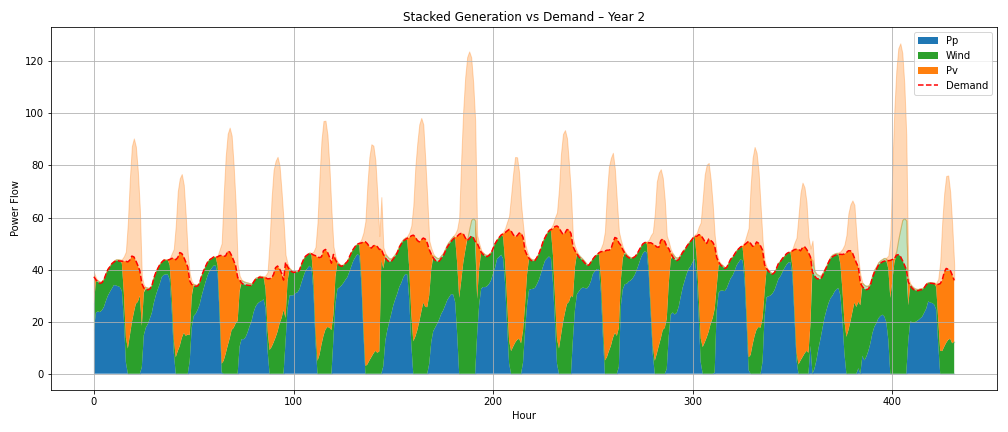 Stacked Generation vs Demand – Year 2
Power Flow
120
100
80
60
40
20
0
0 100 200 300 400
Hour
Pp
Wind
Pv
Demand